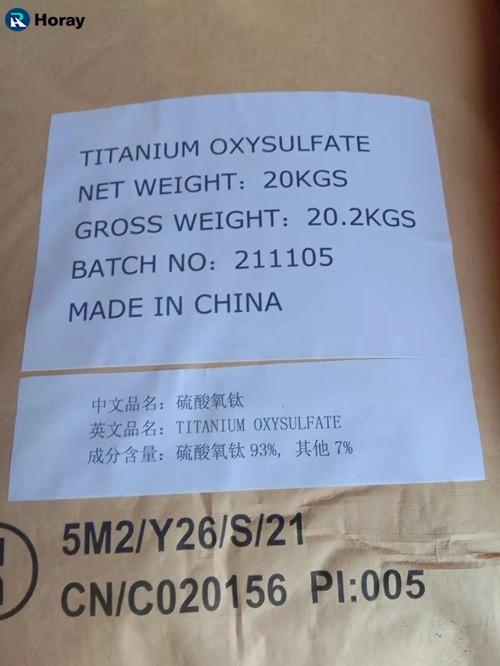 Horay
TITANIUM OXYSULFATE
NET WEIGHT: 20KGS
GROSS WEIGHT: 20.2KGS
BATCH NO: 211105
MADE IN CHINA
中文品名: 硫酸氧钛
英文品名: TITANIUM OXYSULFATE
成分含量: 硫酸氧钛 93%, 其他 7%
5M2/Y26/S/21
CN/C020156 PI:005